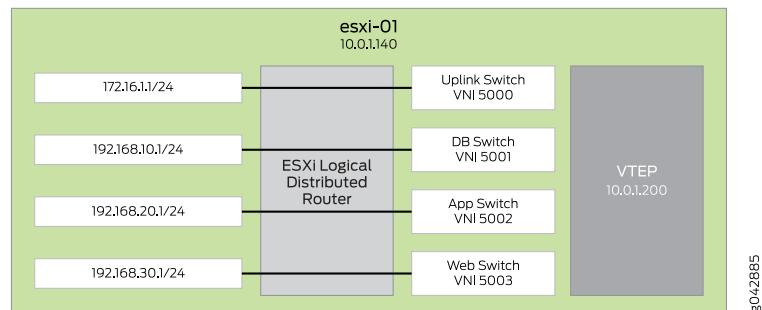 esxi-01
10.0.1.140
172.16.1.1/24
Uplink Switch
VNI 5000
192.168.10.1/24
DB Switch
VNI 5001
ESXi Logical
Distributed
Router
VTEP
10.0.1.200
192.168.20.1/24
App Switch
VNI 5002
192.168.30.1/24
Web Switch
VNI 5003
g042885